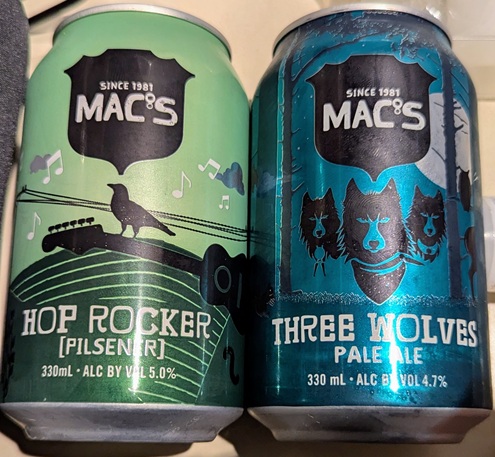 SINCE 1981
MAC'S
HOP ROCKER
[PILSENER]
330mL • ALC BY VOL 5.0%
SINCE 1981
MAC'S
THREE WOLVES
PALE ALE
330 mL • ALC BY VOL 4.7%